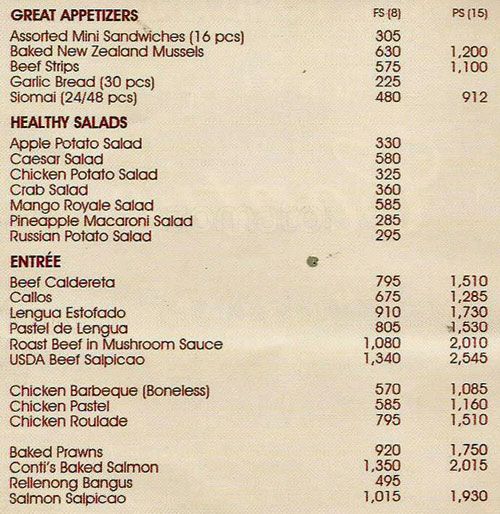 GREAT APPETIZERS FS (8) PS (15)
Assorted Mini Sandwiches (16 pcs) 305
Baked New Zealand Mussels 630 1,200
Beef Strips 575 1,100
Garlic Bread (30 pcs) 225
Siomai (24/48 pcs) 480 912
HEALTHY SALADS
Apple Potato Salad 330
Caesar Salad 580
Chicken Potato Salad 325
Crab Salad 360
Mango Royale Salad 585
Pineapple Macaroni Salad 285
Russian Potato Salad 295
ENTRÉE
Beef Caldereta 795 1,510
Callos 675 1,285
Lengua Estofado 910 1,730
Pastel de Lengua 805 1,530
Roast Beef in Mushroom Sauce 1,080 2,010
USDA Beef Salpicao 1,340 2,545
Chicken Barbeque (Boneless) 570 1,085
Chicken Pastel 585 1,160
Chicken Roulade 795 1,510
Baked Prawns 920 1,750
Conti's Baked Salmon 1,350 2,015
Rellenong Bangus 495
Salmon Salpicao 1,015 1,930